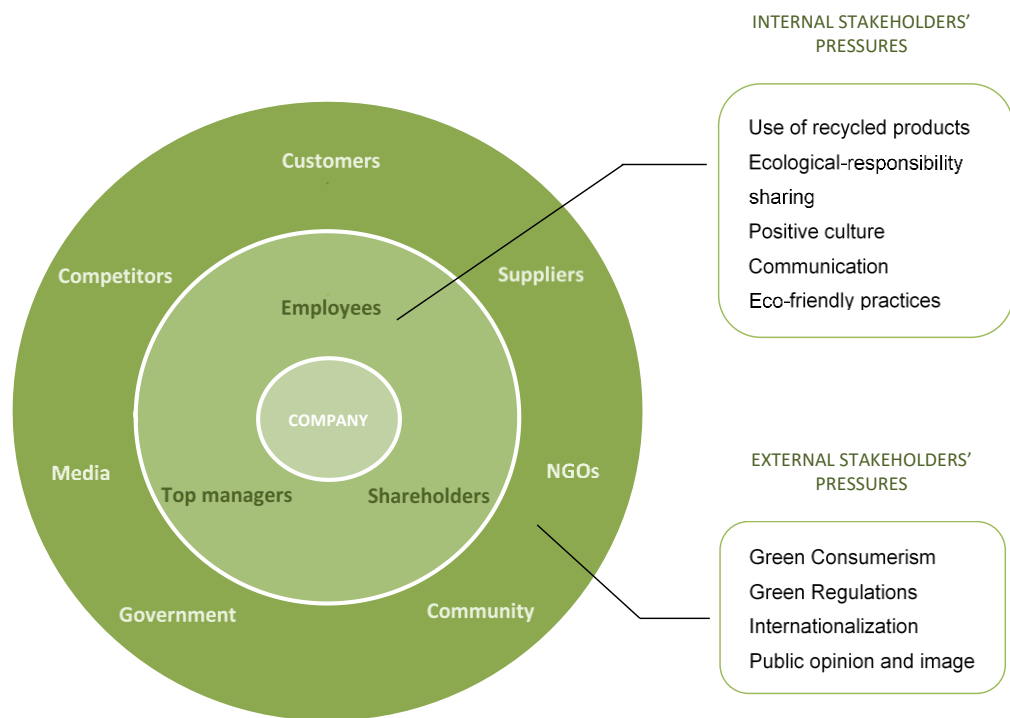 INTERNAL STAKEHOLDERS’
PRESSURES
Use of recycled products
Ecological-responsibility
sharing
Positive culture
Communication
Eco-friendly practices
Customers
Competitors
Suppliers
Employees
COMPANY
Media
NGOs
Top managers
Shareholders
Government
Community
EXTERNAL STAKEHOLDERS’
PRESSURES
Green Consumerism
Green Regulations
Internationalization
Public opinion and image